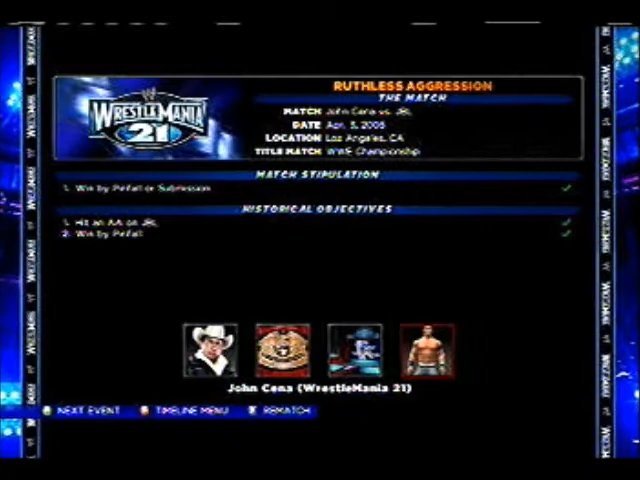 WRESTLEMANIA
21
RUTHLESS AGGRESSION
THE MATCH
MATCH John Cena vs. JBL
DATE Apr. 3, 2005
LOCATION Los Angeles, CA
TITLE MATCH WWE Championship
MATCH STIPULATION
1. Win by Pinfall or Submission
HISTORICAL OBJECTIVES
1. Hit an AA on JBL
2. Win by Pinfall
John Cena (WrestleMania 21)
NEXT EVENT TIMELINE MENU REMATCH